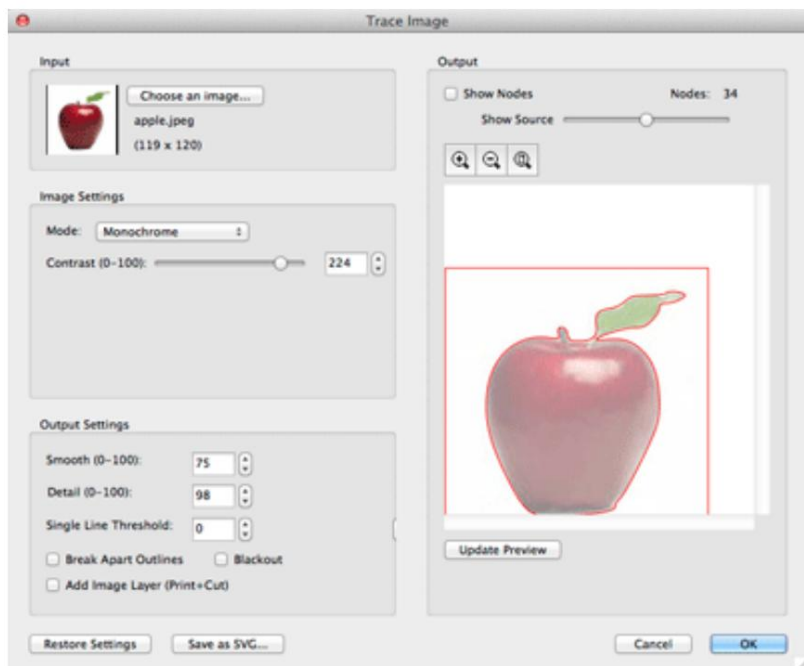 Trace Image
Input
Choose an image...
apple.jpeg
(119 x 120)
Image Settings
Mode: Monochrome
Contrast (0-100): 224
Output Settings
Smooth (0-100): 75
Detail (0-100): 98
Single Line Threshold: 0
Break Apart Outlines Blackout
Add Image Layer (Print+Cut)
Restore Settings Save as SVG...
Output
Show Nodes Nodes: 34
Show Source
Update Preview
Cancel OK